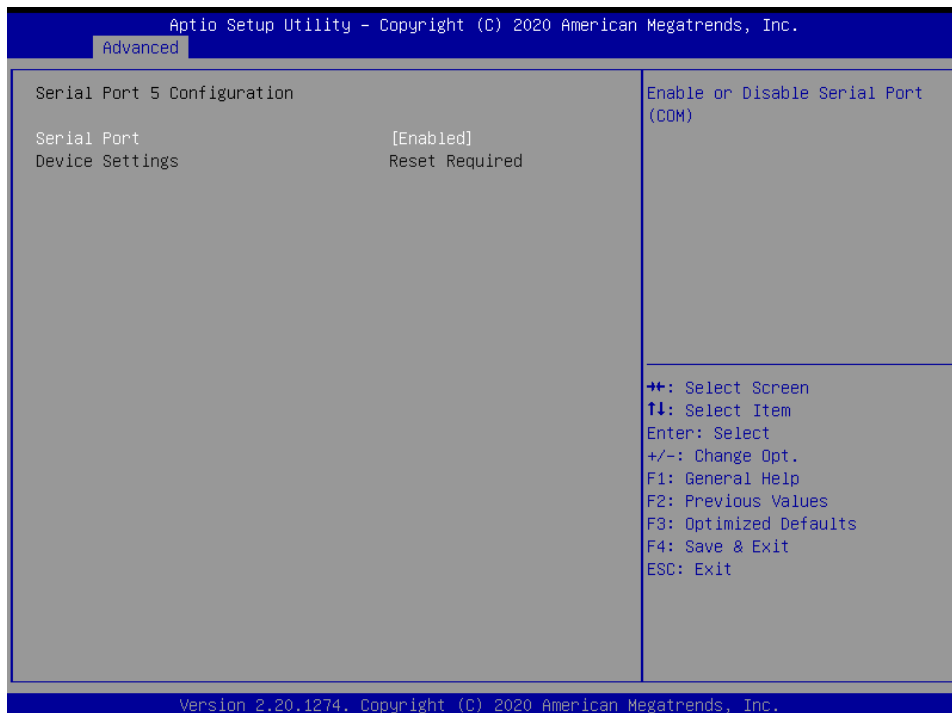 Aptio Setup Utility – Copyright (C) 2020 American Megatrends, Inc.
Advanced
Serial Port 5 Configuration
Serial Port [Enabled]
Device Settings Reset Required
Enable or Disable Serial Port
(COM)
→←: Select Screen
↑↓: Select Item
Enter: Select
+/-: Change Opt.
F1: General Help
F2: Previous Values
F3: Optimized Defaults
F4: Save & Exit
ESC: Exit
Version 2.20.1274. Copyright (C) 2020 American Megatrends, Inc.